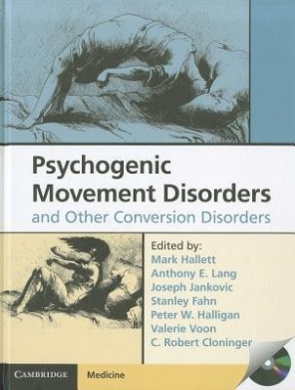 Psychogenic
Movement Disorders
and Other Conversion Disorders
Edited by:
Mark Hallett
Anthony E. Lang
Joseph Jankovic
Stanley Fahn
Peter W. Halligan
Valerie Voon
C. Robert Cloninger
CAMBRIDGE
Medicine